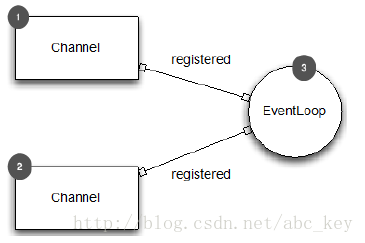 1
Channel
registered
3
EventLoop
2
Channel
registered
http://blog.csdn.net/abc_key